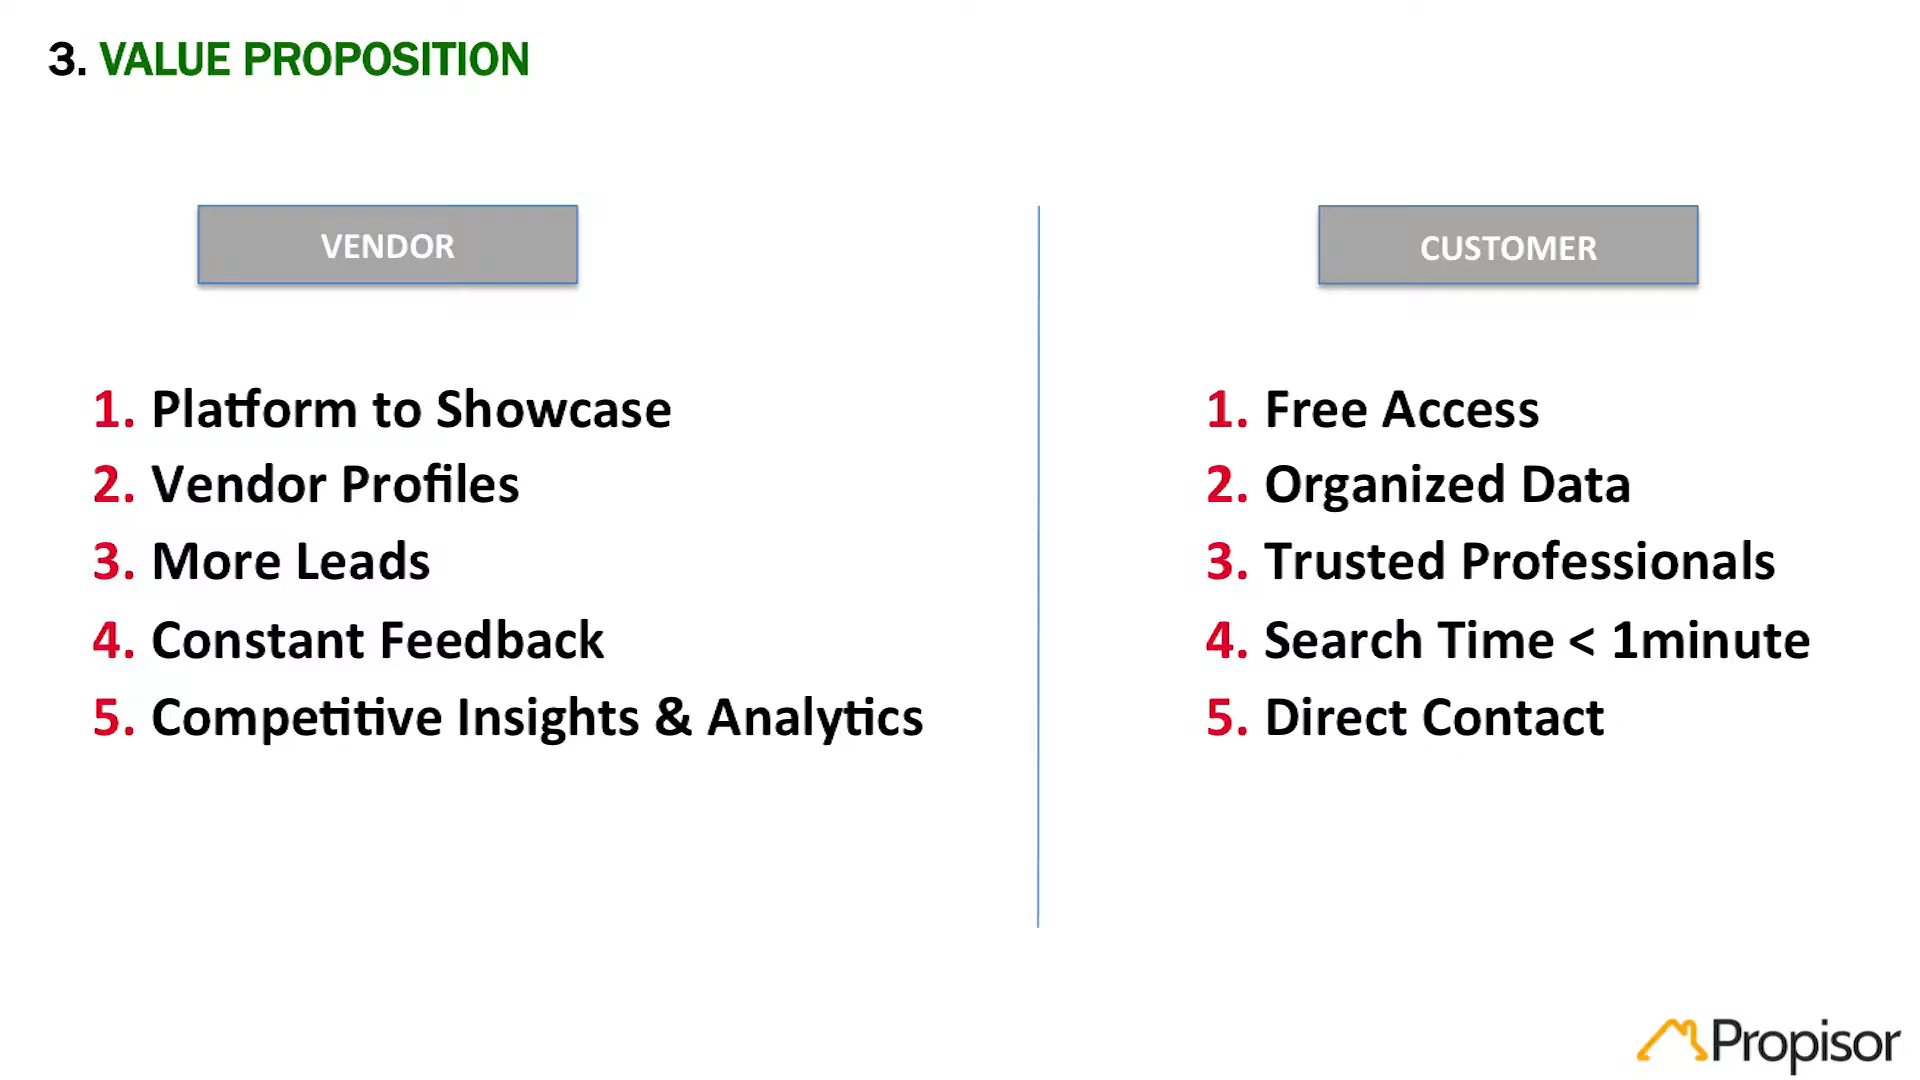 3. VALUE PROPOSITION
VENDOR
1. Platform to Showcase
2. Vendor Profiles
3. More Leads
4. Constant Feedback
5. Competitive Insights & Analytics
CUSTOMER
1. Free Access
2. Organized Data
3. Trusted Professionals
4. Search Time < 1minute
5. Direct Contact
Propisor